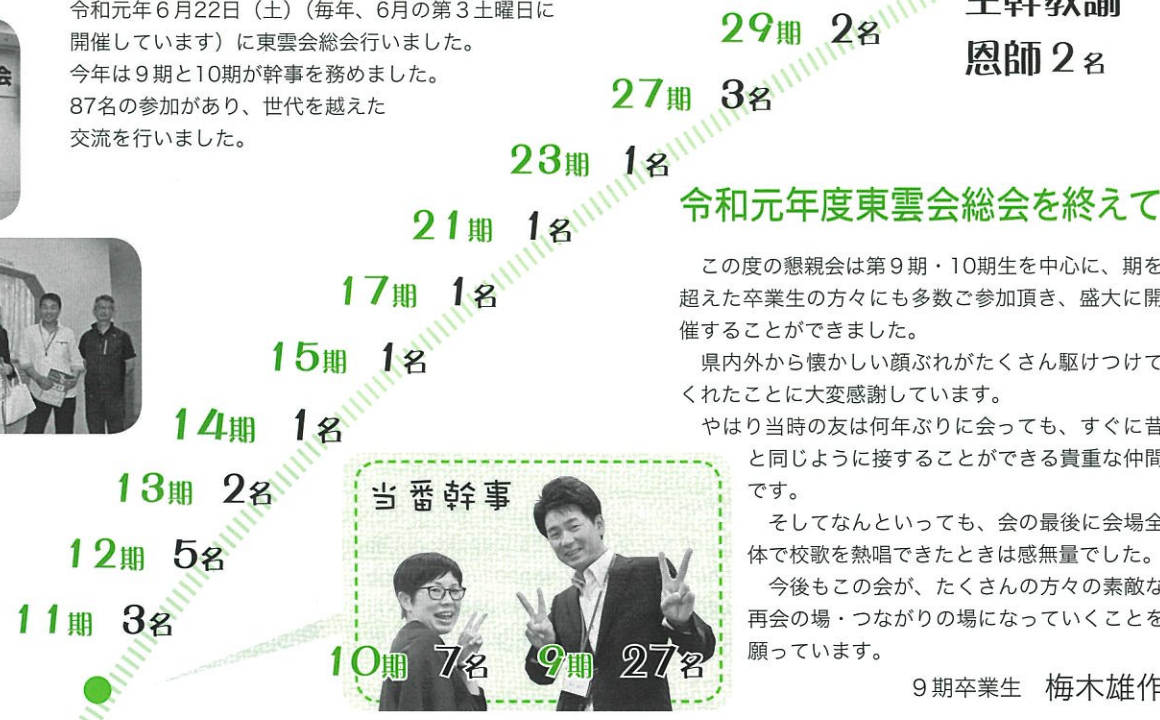 令和元年６月22日（土）（毎年、6月の第３土曜日に
開催しています）に東雲会総会行いました。
今年は９期と10期が幹事を務めました。
87名の参加があり、世代を越えた
交流を行いました。
会
29期 2名
27期 3名
23期 1名
21期 1名
17期 1名
15期 1名
14期 1名
13期 2名
12期 5名
11期 3名
当番幹事
10期 7名 9期 27名
主幹教諭
恩師２名
令和元年度東雲会総会を終えて
この度の懇親会は第９期・10期生を中心に、期を
超えた卒業生の方々にも多数ご参加頂き、盛大に開
催することができました。
県内外から懐かしい顔ぶれがたくさん駆けつけて
くれたことに大変感謝しています。
やはり当時の友は何年ぶりに会っても、すぐに昔
と同じように接することができる貴重な仲間
です。
そしてなんといっても、会の最後に会場全
体で校歌を熱唱できたときは感無量でした。
今後もこの会が、たくさんの方々の素敵な
再会の場・つながりの場になっていくことを
願っています。
９期卒業生　梅木雄作